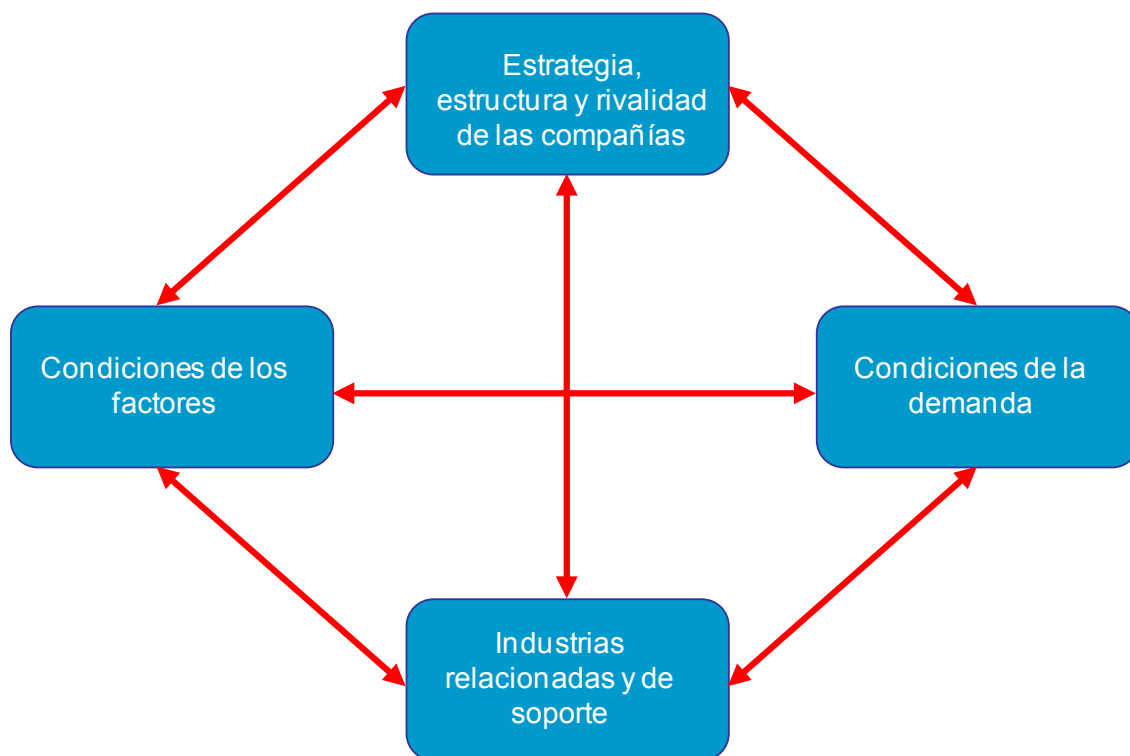 Estrategia,
estructura y rivalidad
de las compañías
Condiciones de los
factores
Condiciones de la
demanda
Industrias
relacionadas y de
soporte